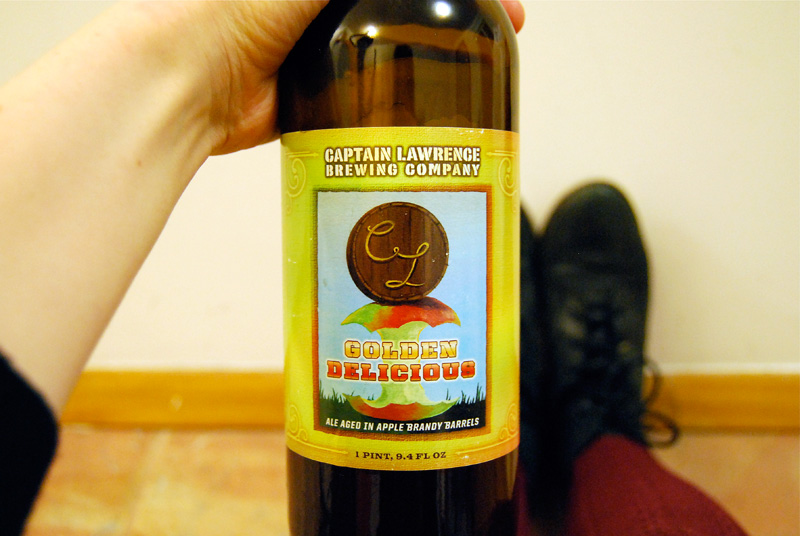 CAPTAIN LAWRENCE
BREWING COMPANY
CL
GOLDEN
DELICIOUS
ALE AGED IN APPLE BRANDY BARRELS
1 PINT, 9.4 FL OZ